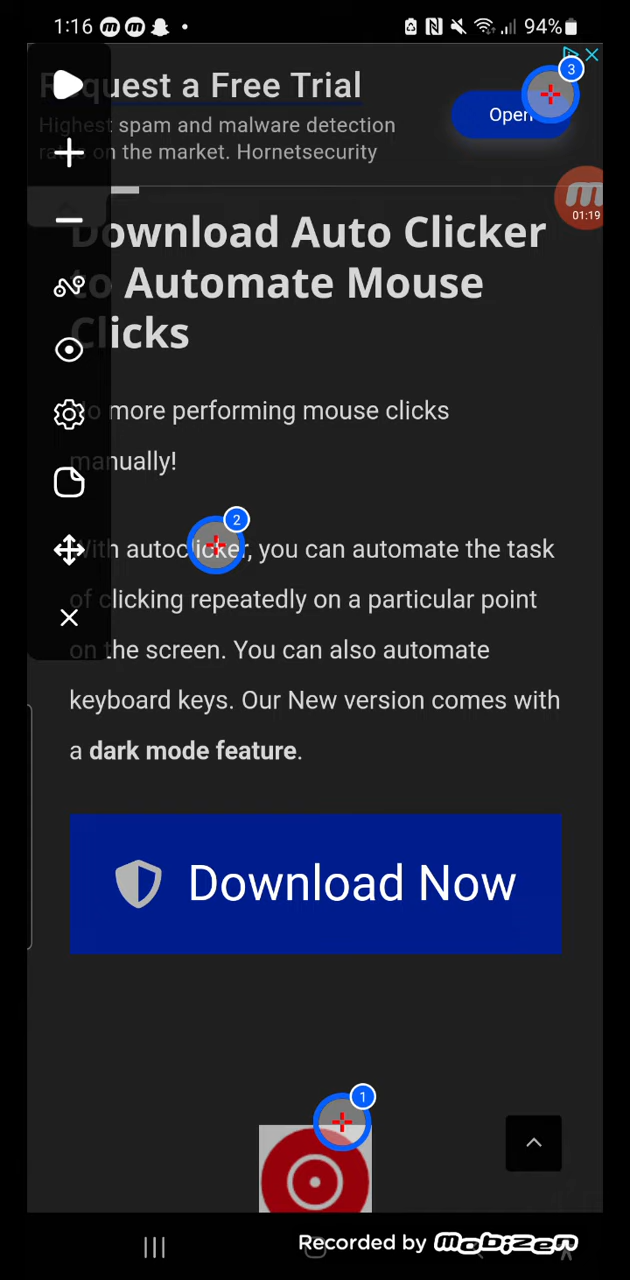 1:16
94%
Request a Free Trial
3
Highest spam and malware detection
rate on the market. Hornetsecurity
Open
01:19
Download Auto Clicker
to Automate Mouse
Clicks
No more performing mouse clicks
manually!
2
With autoclicker, you can automate the task
of clicking repeatedly on a particular point
on the screen. You can also automate
keyboard keys. Our New version comes with
a dark mode feature.
Download Now
1
Recorded by mobizen